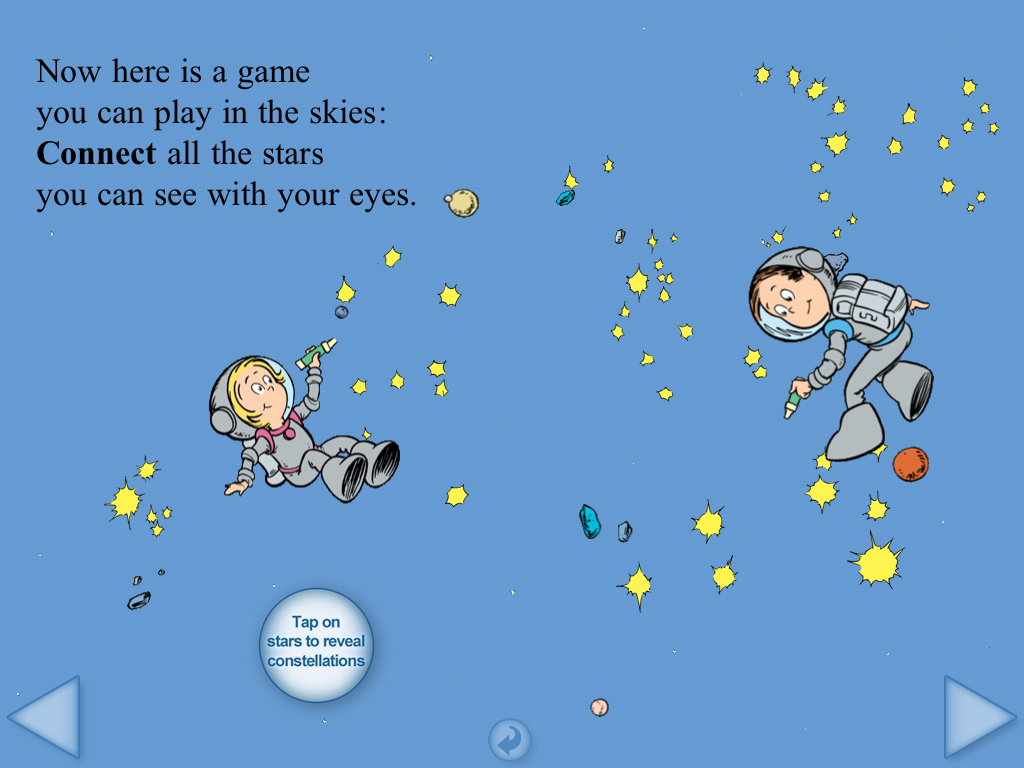 Now here is a game
you can play in the skies:
Connect all the stars
you can see with your eyes.
Tap on
stars to reveal
constellations